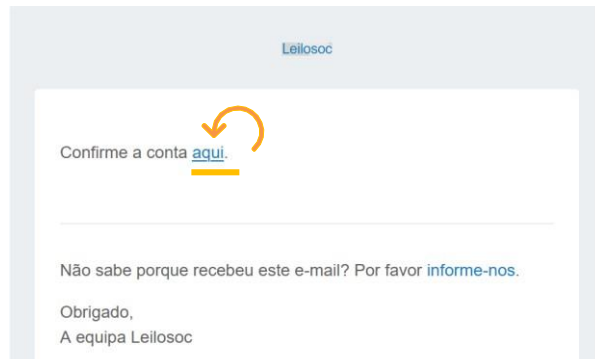 Leilosoc
Confirme a conta aqui.
Não sabe porque recebeu este e-mail? Por favor informe-nos.
Obrigado,
A equipa Leilosoc